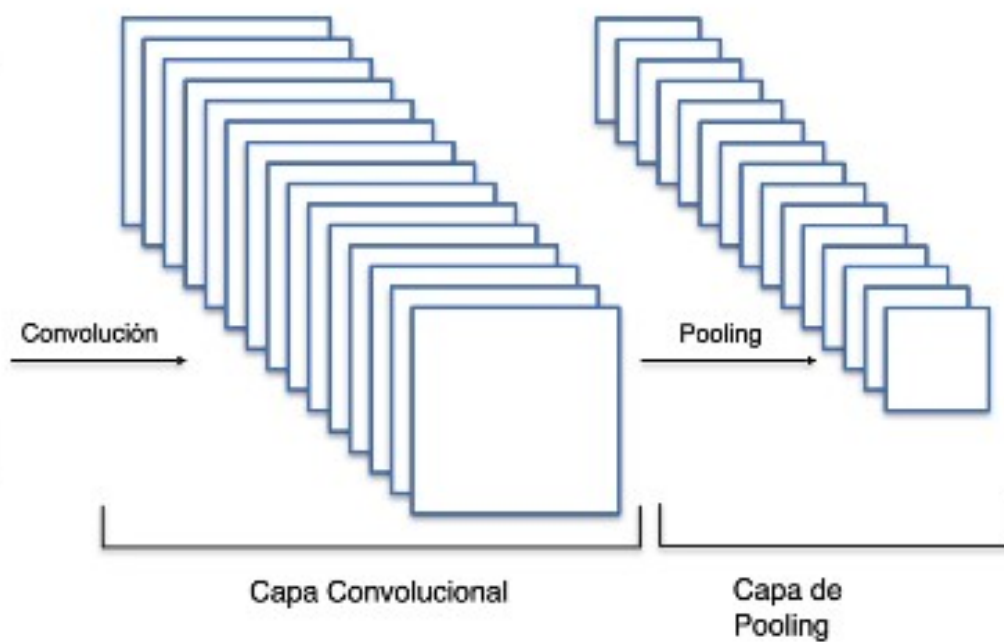 Convolución
Pooling
Capa Convolucional
Capa de
Pooling